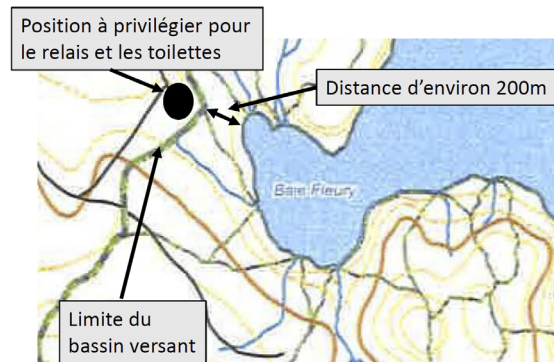 Position à privilégier pour
le relais et les toilettes
Distance d'environ 200m
Baie Fleury
Limite du
bassin versant